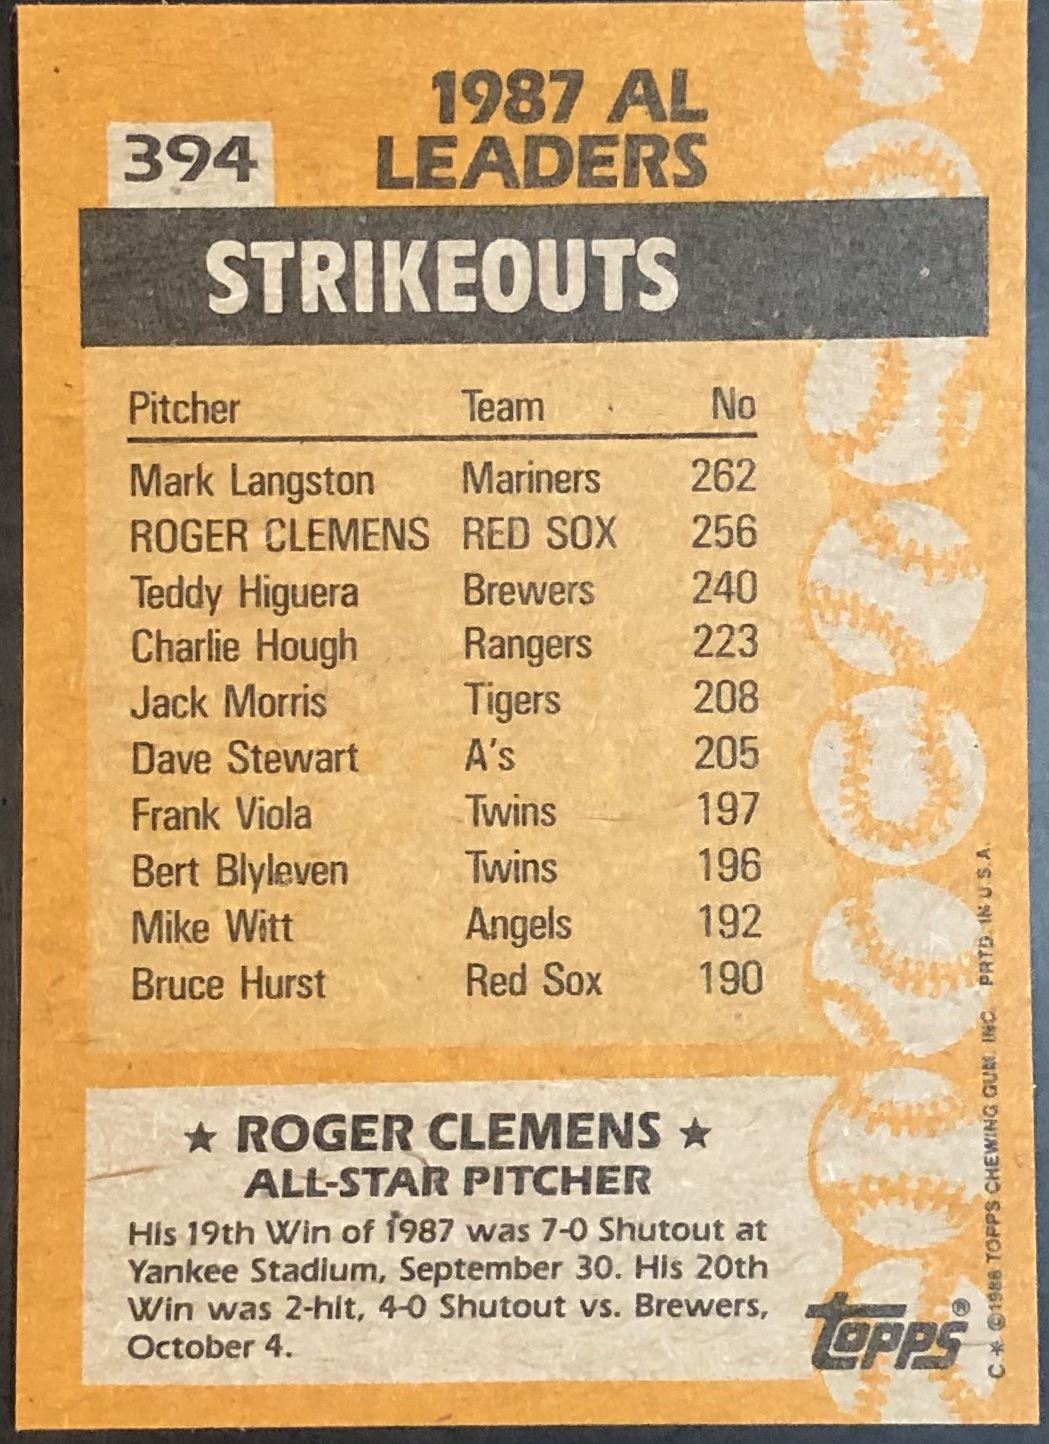 394
1987 AL
LEADERS
STRIKEOUTS
Pitcher Team No
Mark Langston Mariners 262
ROGER CLEMENS RED SOX 256
Teddy Higuera Brewers 240
Charlie Hough Rangers 223
Jack Morris Tigers 208
Dave Stewart A's 205
Frank Viola Twins 197
Bert Blyleven Twins 196
Mike Witt Angels 192
Bruce Hurst Red Sox 190
★ ROGER CLEMENS ★
ALL-STAR PITCHER
His 19th Win of 1987 was 7-0 Shutout at
Yankee Stadium, September 30. His 20th
Win was 2-hit, 4-0 Shutout vs. Brewers,
October 4.
topps®
C* ©1988 TOPPS CHEWING GUM, INC. PRTD. IN U.S.A.